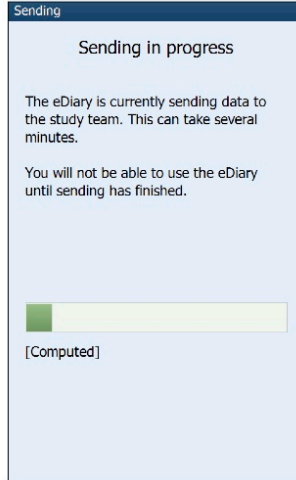 Sending
Sending in progress
The eDiary is currently sending data to
the study team. This can take several
minutes.
You will not be able to use the eDiary
until sending has finished.
[Computed]